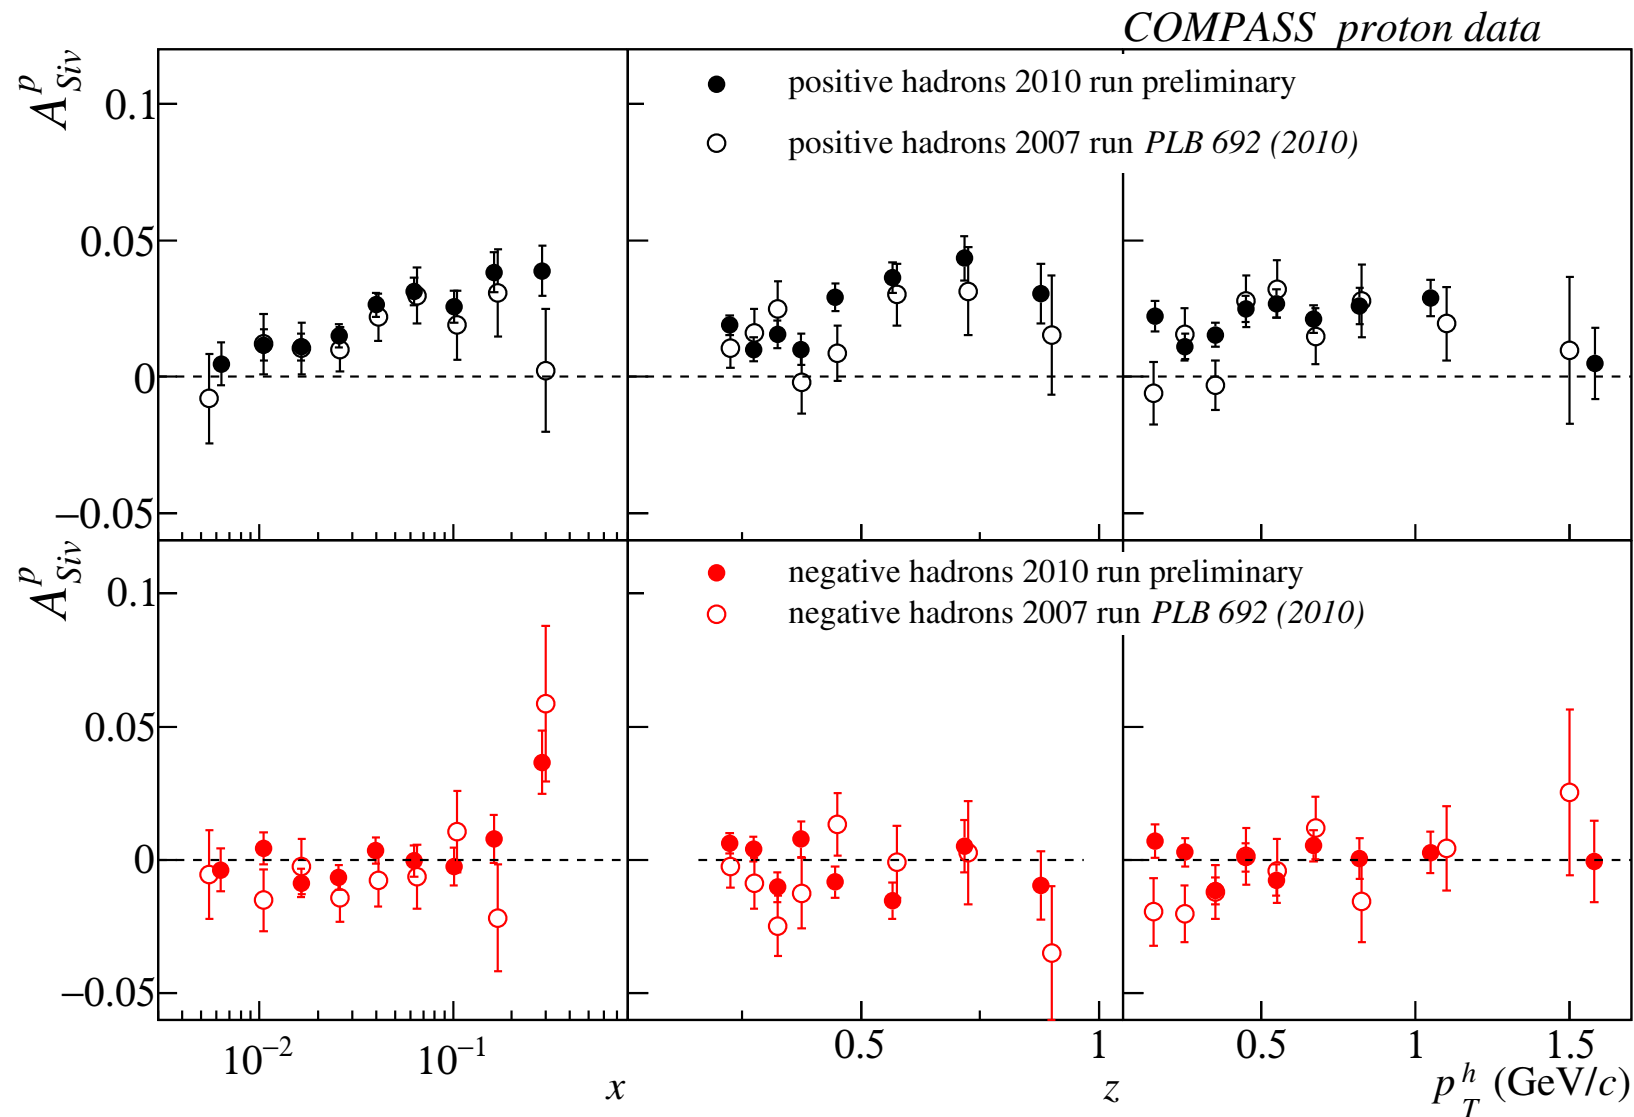 COMPASS proton data
A^p_Siv
0.1
0.05
0
−0.05
positive hadrons 2010 run preliminary
positive hadrons 2007 run PLB 692 (2010)
A^p_Siv
0.1
0.05
0
−0.05
negative hadrons 2010 run preliminary
negative hadrons 2007 run PLB 692 (2010)
10⁻² 10⁻¹ 0.5 1 0.5 1 1.5
x z p^h_T (GeV/c)